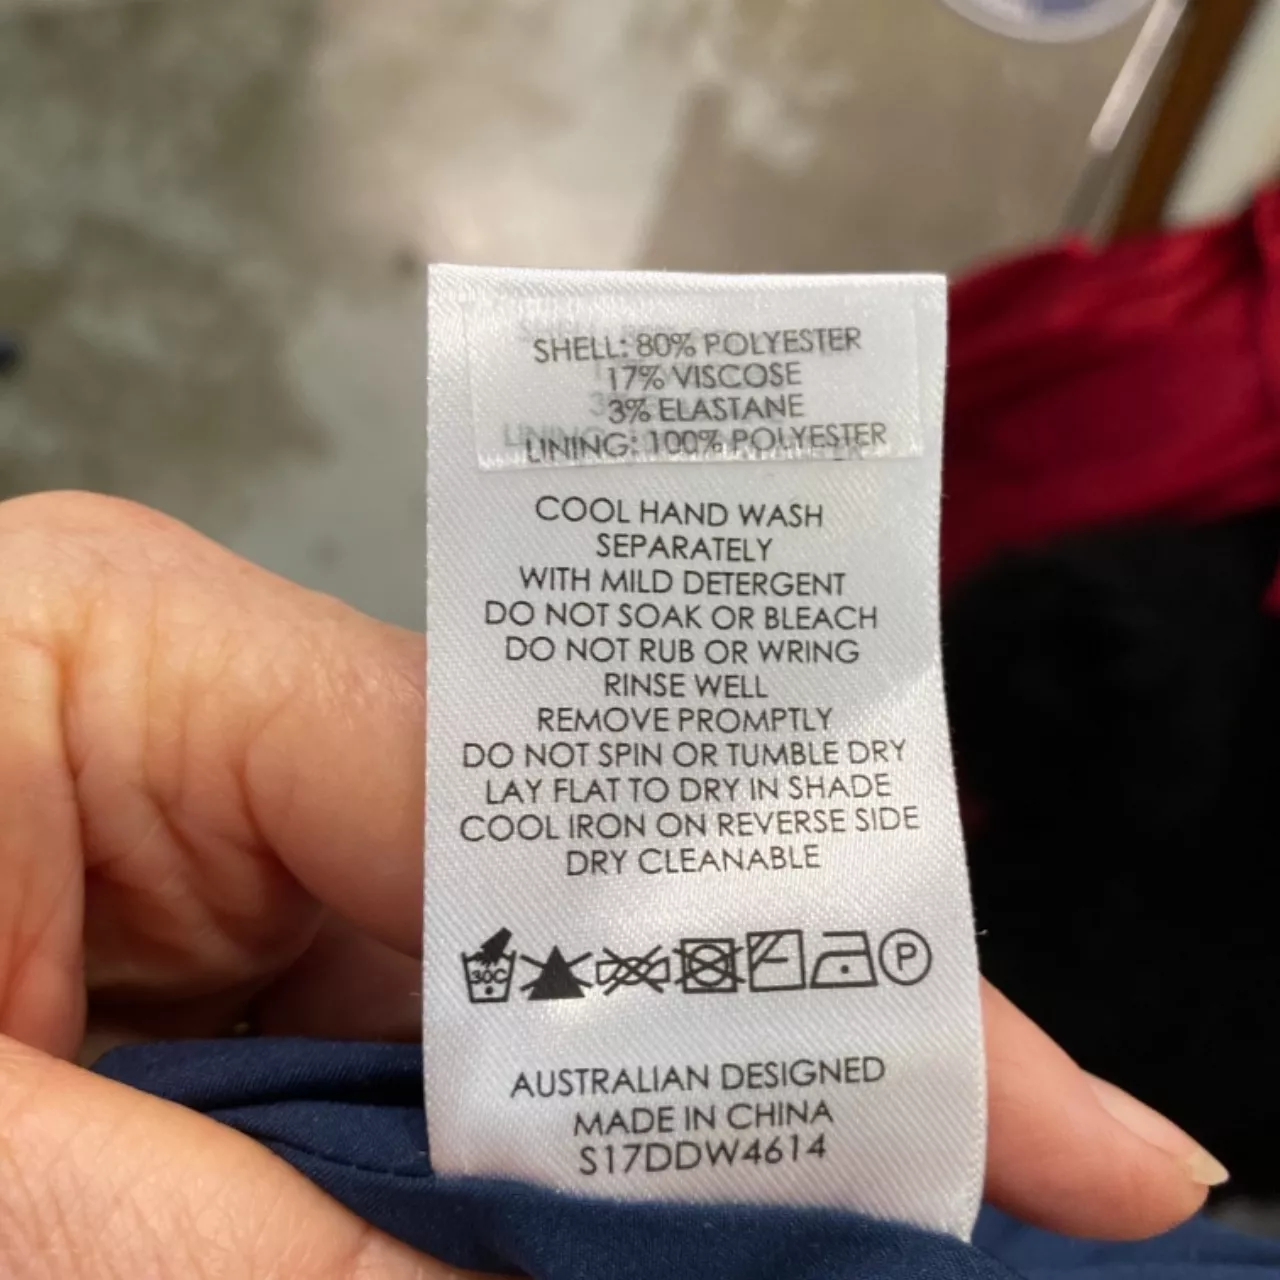 SHELL: 80% POLYESTER
17% VISCOSE
3% ELASTANE
LINING: 100% POLYESTER
COOL HAND WASH
SEPARATELY
WITH MILD DETERGENT
DO NOT SOAK OR BLEACH
DO NOT RUB OR WRING
RINSE WELL
REMOVE PROMPTLY
DO NOT SPIN OR TUMBLE DRY
LAY FLAT TO DRY IN SHADE
COOL IRON ON REVERSE SIDE
DRY CLEANABLE
30C P
AUSTRALIAN DESIGNED
MADE IN CHINA
S17DDW4614